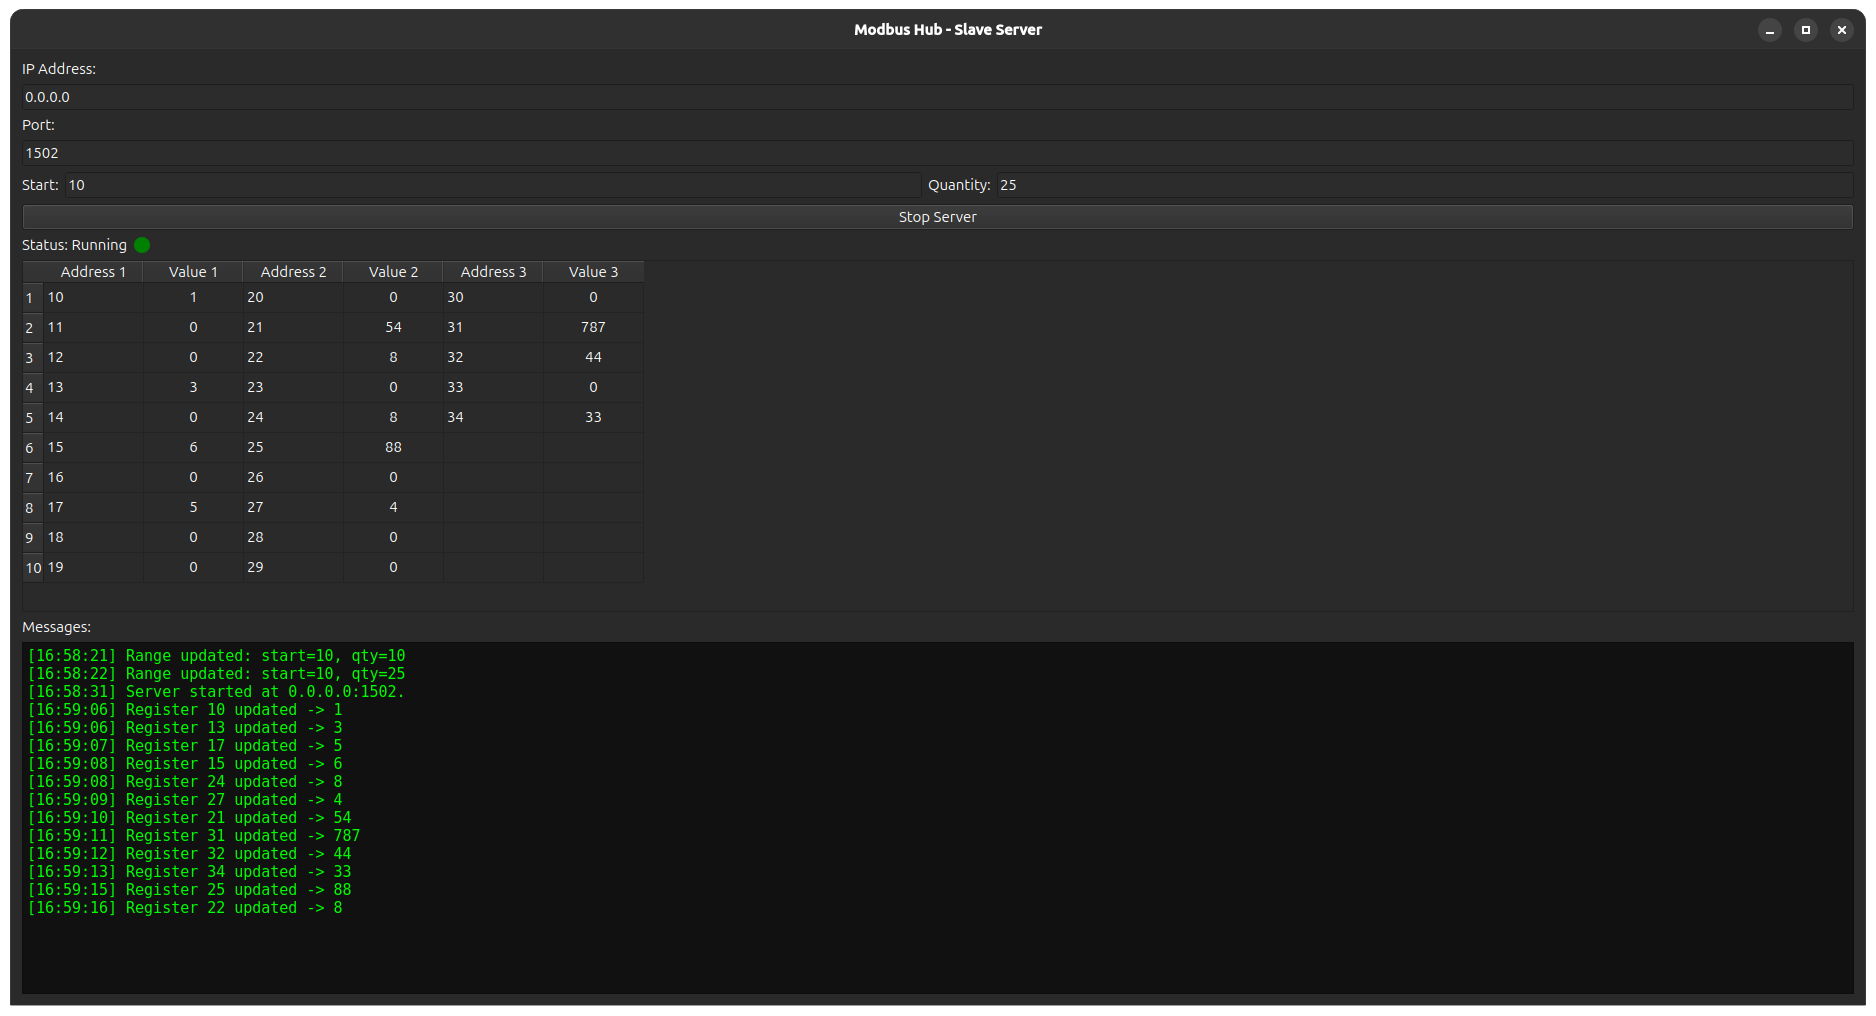 Modbus Hub - Slave Server
IP Address:
0.0.0.0
Port:
1502
Start: 10 Quantity: 25
Stop Server
Status: Running
Address 1 Value 1 Address 2 Value 2 Address 3 Value 3
1 10 1 20 0 30 0
2 11 0 21 54 31 787
3 12 0 22 8 32 44
4 13 3 23 0 33 0
5 14 0 24 8 34 33
6 15 6 25 88
7 16 0 26 0
8 17 5 27 4
9 18 0 28 0
10 19 0 29 0
Messages:
[16:58:21] Range updated: start=10, qty=10
[16:58:22] Range updated: start=10, qty=25
[16:58:31] Server started at 0.0.0.0:1502.
[16:59:06] Register 10 updated -> 1
[16:59:06] Register 13 updated -> 3
[16:59:07] Register 17 updated -> 5
[16:59:08] Register 15 updated -> 6
[16:59:08] Register 24 updated -> 8
[16:59:09] Register 27 updated -> 4
[16:59:10] Register 21 updated -> 54
[16:59:11] Register 31 updated -> 787
[16:59:12] Register 32 updated -> 44
[16:59:13] Register 34 updated -> 33
[16:59:15] Register 25 updated -> 88
[16:59:16] Register 22 updated -> 8